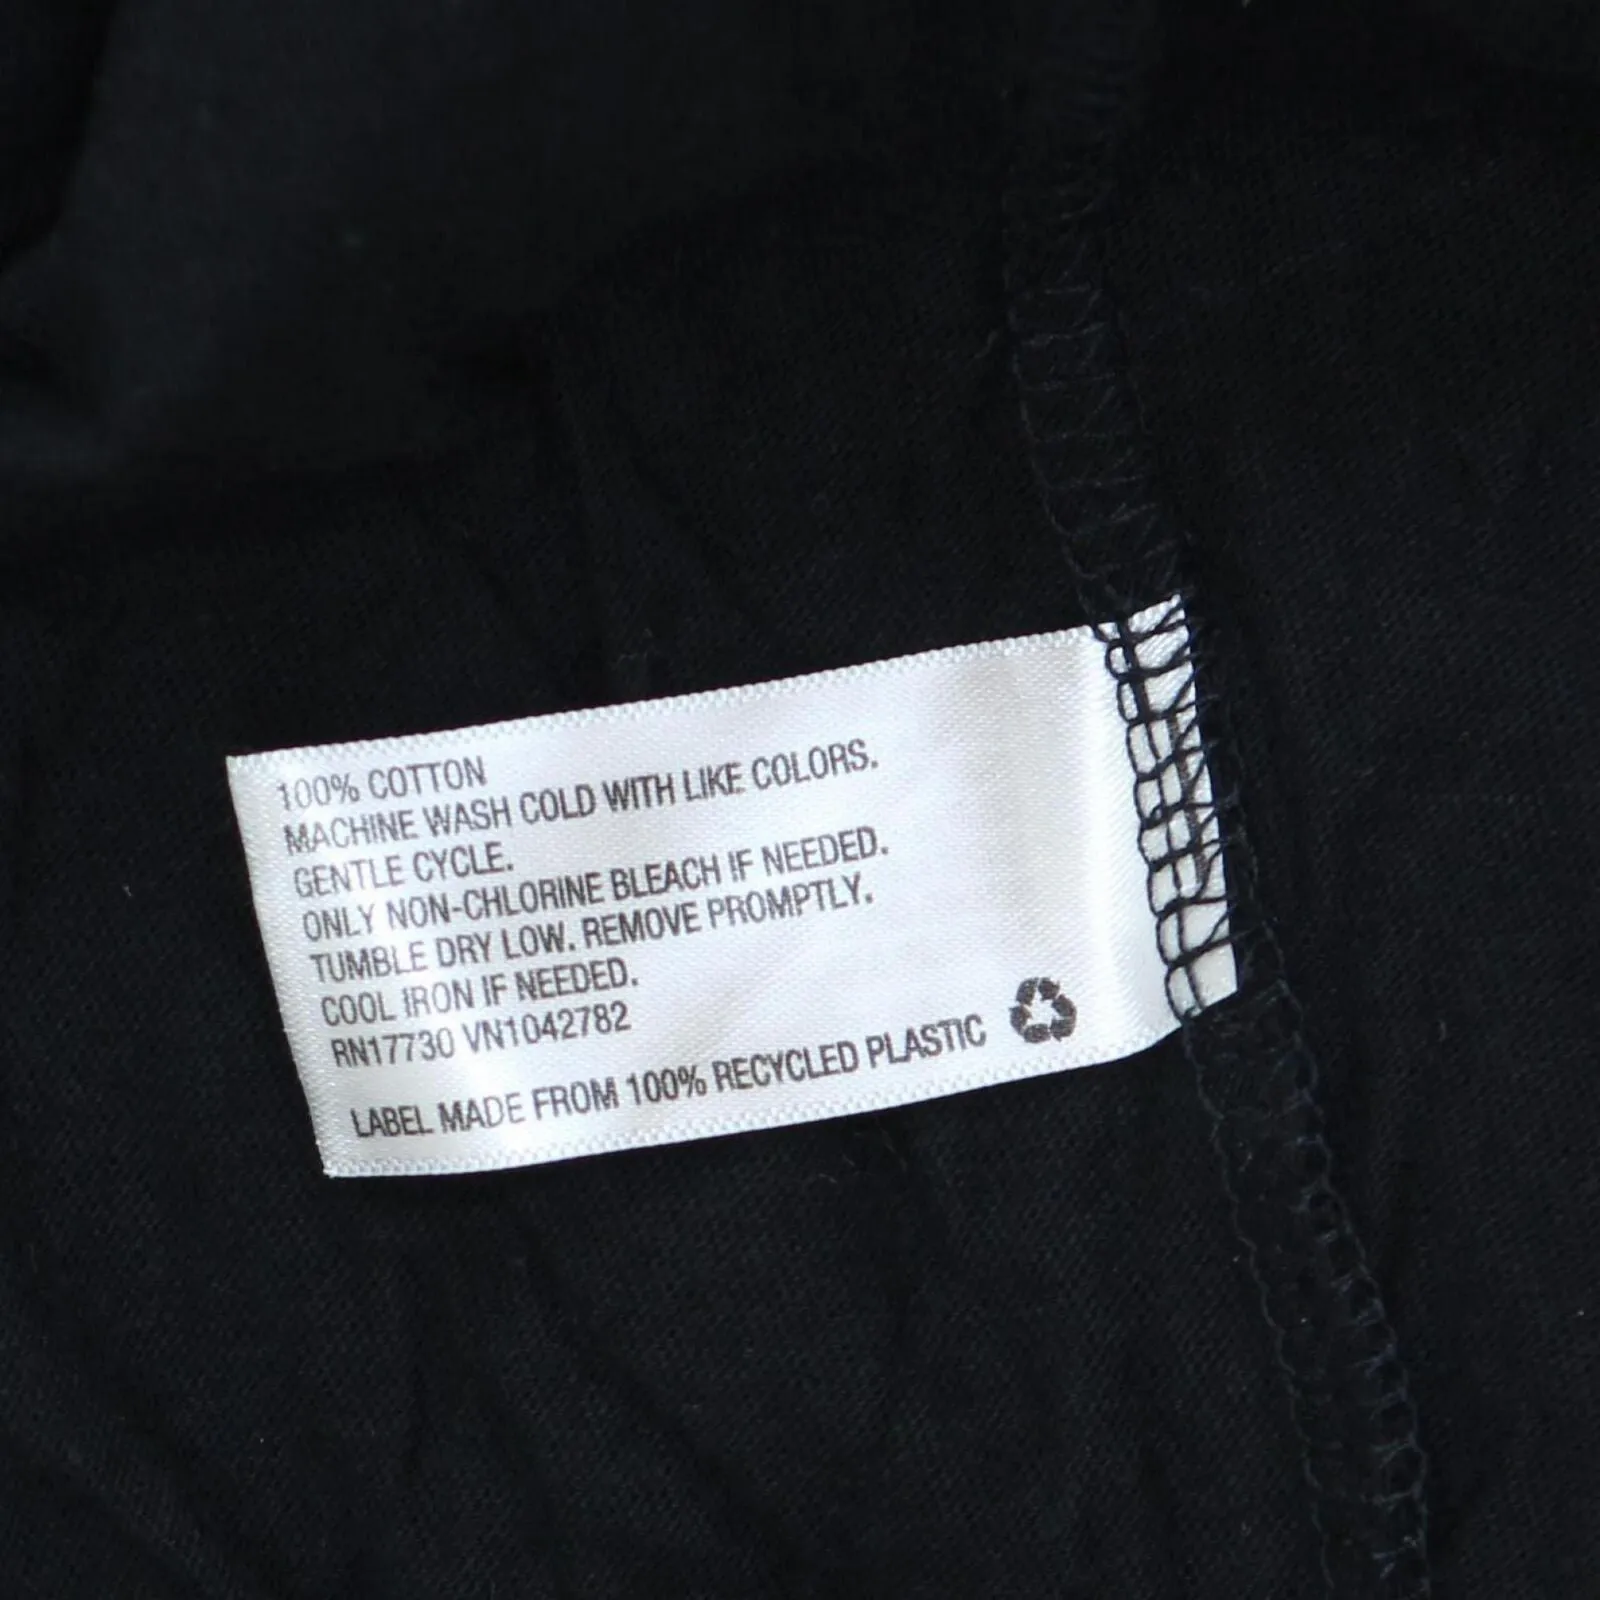 100% COTTON
MACHINE WASH COLD WITH LIKE COLORS.
GENTLE CYCLE.
ONLY NON-CHLORINE BLEACH IF NEEDED.
TUMBLE DRY LOW. REMOVE PROMPTLY.
COOL IRON IF NEEDED.
RN17730 VN1042782
LABEL MADE FROM 100% RECYCLED PLASTIC